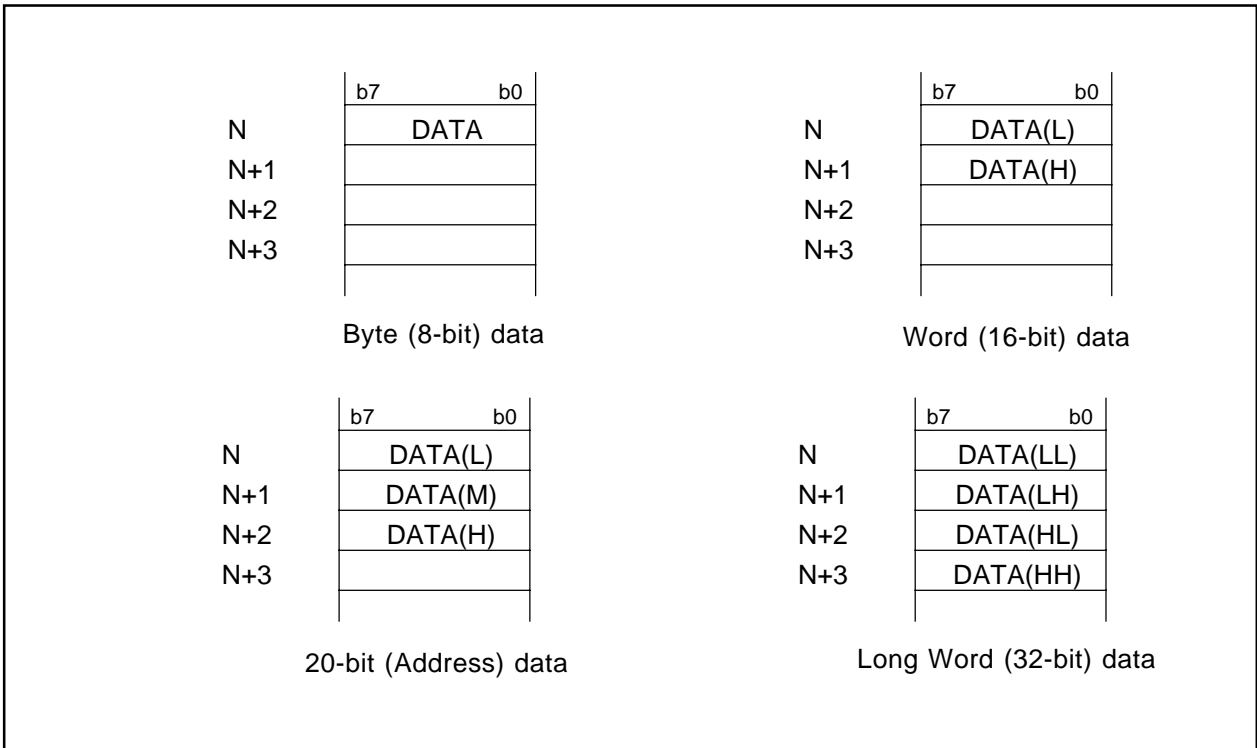 b7 b0
N DATA
N+1
N+2
N+3
Byte (8-bit) data
b7 b0
N DATA(L)
N+1 DATA(H)
N+2
N+3
Word (16-bit) data
b7 b0
N DATA(L)
N+1 DATA(M)
N+2 DATA(H)
N+3
20-bit (Address) data
b7 b0
N DATA(LL)
N+1 DATA(LH)
N+2 DATA(HL)
N+3 DATA(HH)
Long Word (32-bit) data